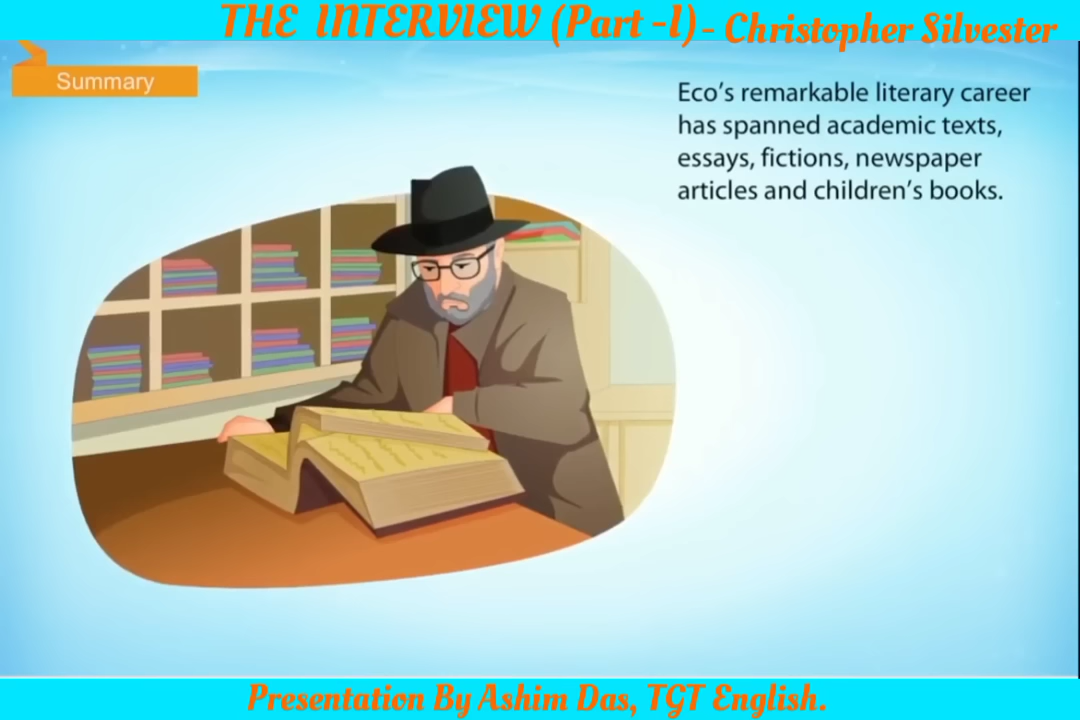 THE INTERVIEW (Part -I) - Christopher Silvester
Summary
Eco's remarkable literary career
has spanned academic texts,
essays, fictions, newspaper
articles and children's books.
Presentation By Ashim Das, TGT English.